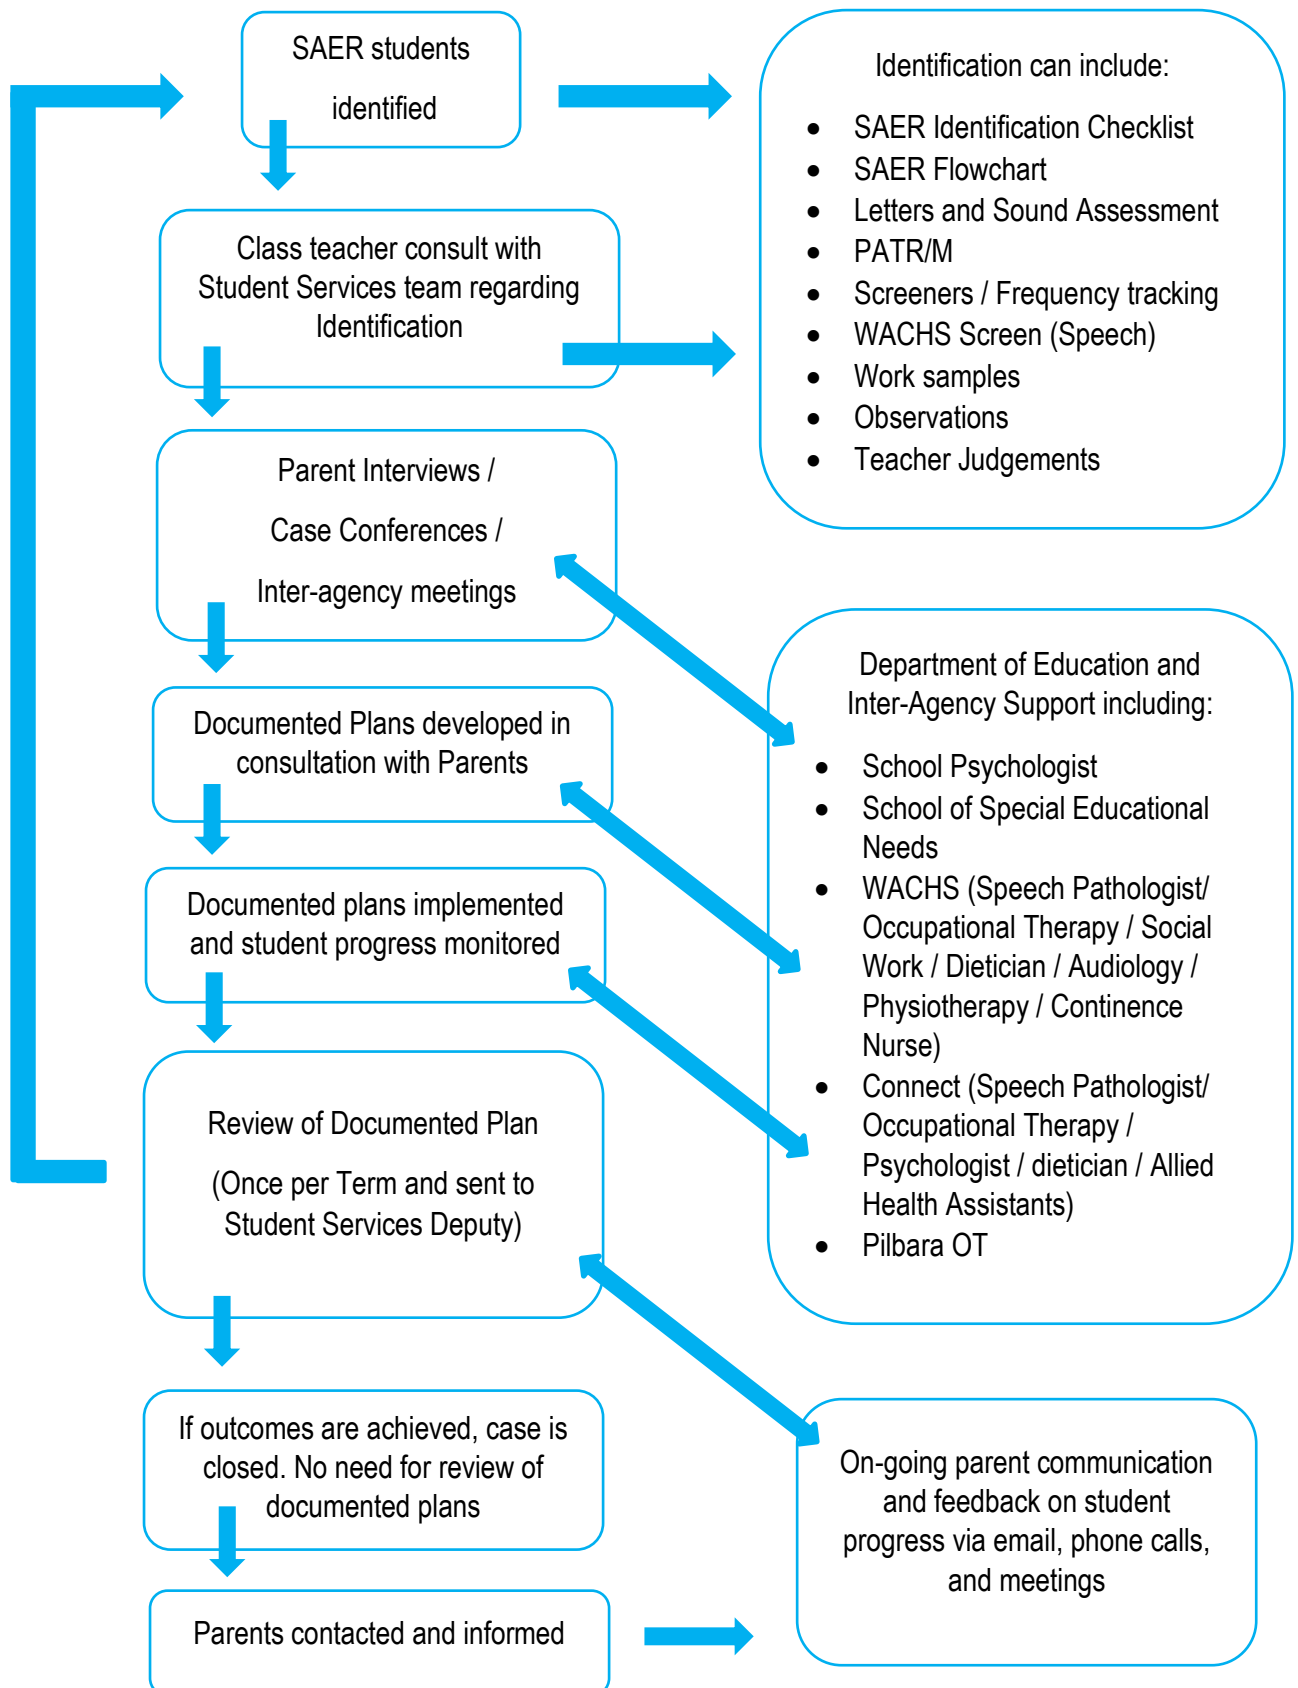 SAER students
identified
Identification can include:
● SAER Identification Checklist
● SAER Flowchart
● Letters and Sound Assessment
● PATR/M
● Screeners / Frequency tracking
● WACHS Screen (Speech)
● Work samples
● Observations
● Teacher Judgements
Class teacher consult with
Student Services team regarding
Identification
Parent Interviews /
Case Conferences /
Inter-agency meetings
Department of Education and
Inter-Agency Support including:
● School Psychologist
● School of Special Educational
Needs
● WACHS (Speech Pathologist/
Occupational Therapy / Social
Work / Dietician / Audiology /
Physiotherapy / Continence
Nurse)
● Connect (Speech Pathologist/
Occupational Therapy /
Psychologist / dietician / Allied
Health Assistants)
● Pilbara OT
Documented Plans developed in
consultation with Parents
Documented plans implemented
and student progress monitored
Review of Documented Plan
(Once per Term and sent to
Student Services Deputy)
If outcomes are achieved, case is
closed. No need for review of
documented plans
On-going parent communication
and feedback on student
progress via email, phone calls,
and meetings
Parents contacted and informed